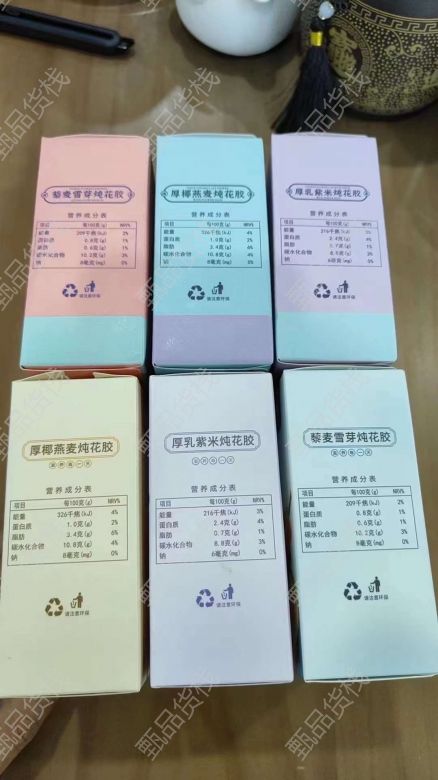 藜麦雪芽炖花胶
营养成分表
项目 每100克(g) NRV%
能量 209千焦(kJ) 2%
蛋白质 0.8克(g) 1%
脂肪 0.6克(g) 1%
碳水化合物 10.2克(g) 3%
钠 8毫克(mg) 0%
请注意环保
厚椰燕麦炖花胶
营养成分表
项目 每100克(g) NRV%
能量 326千焦(kJ) 4%
蛋白质 1.0克(g) 2%
脂肪 3.4克(g) 6%
碳水化合物 10.8克(g) 4%
钠 8毫克(mg) 0%
请注意环保
厚乳紫米炖花胶
营养成分表
项目 每100克(g) NRV%
能量 216千焦(kJ) 3%
蛋白质 2.4克(g) 4%
脂肪 0.7克(g) 1%
碳水化合物 8.8克(g) 3%
钠 6毫克(mg) 0%
请注意环保
厚椰燕麦炖花胶
营养成分表
项目 每100克(g) NRV%
能量 326千焦(kJ) 4%
蛋白质 1.0克(g) 2%
脂肪 3.4克(g) 6%
碳水化合物 10.8克(g) 4%
钠 8毫克(mg) 0%
请注意环保
厚乳紫米炖花胶
营养成分表
项目 每100克(g) NRV%
能量 216千焦(kJ) 3%
蛋白质 2.4克(g) 4%
脂肪 0.7克(g) 1%
碳水化合物 8.8克(g) 3%
钠 6毫克(mg) 0%
请注意环保
藜麦雪芽炖花胶
营养成分表
项目 每100克(g) NRV%
能量 209千焦(kJ) 2%
蛋白质 0.8克(g) 1%
脂肪 0.6克(g) 1%
碳水化合物 10.2克(g) 3%
钠 8毫克(mg) 0%
请注意环保
甄品货栈